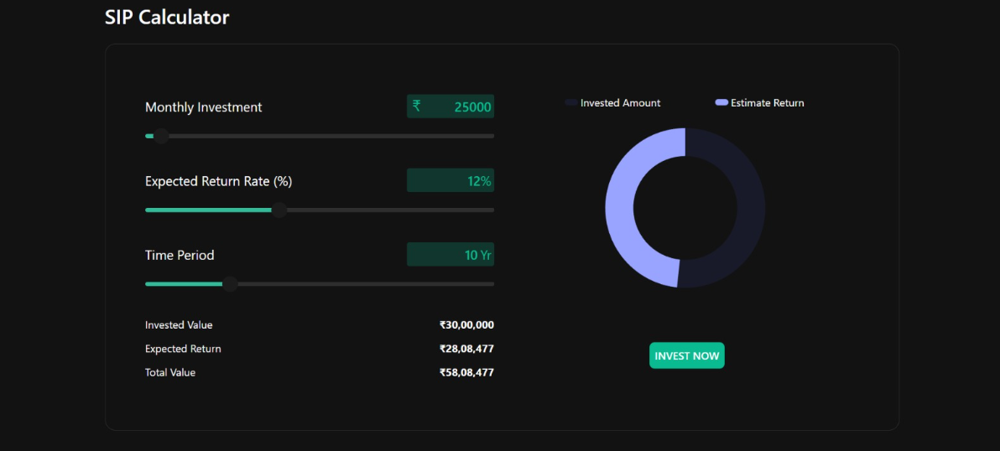 SIP Calculator
Monthly Investment ₹ 25000
Expected Return Rate (%) 12%
Time Period 10 Yr
Invested Value ₹30,00,000
Expected Return ₹28,08,477
Total Value ₹58,08,477
Invested Amount Estimate Return
INVEST NOW